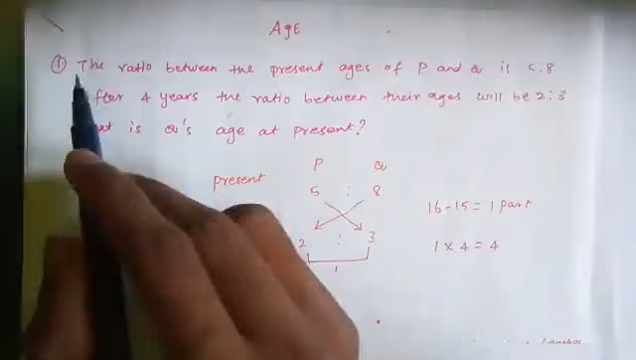 AgE
① The ratio between the present ages of P and Q is 5:8
After 4 years the ratio between their ages will be 2:3
at is Q's age at present?
P Q
present 5 : 8
16-15 = 1 part
2 : 3
1 x 4 = 4
1